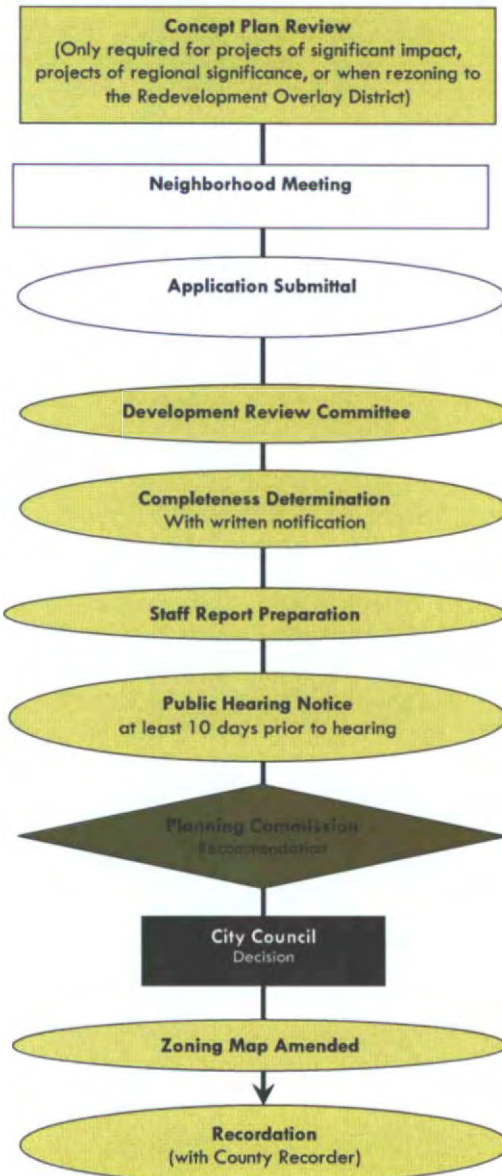 Concept Plan Review
(Only required for projects of significant impact,
projects of regional significance, or when rezoning to
the Redevelopment Overlay District)
Neighborhood Meeting
Application Submittal
Development Review Committee
Completeness Determination
With written notification
Staff Report Preparation
Public Hearing Notice
at least 10 days prior to hearing
Planning Commission
Recommendation
City Council
Decision
Zoning Map Amended
Recordation
(with County Recorder)